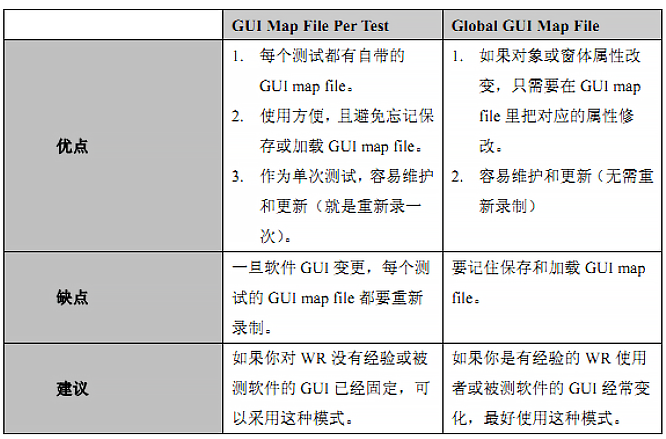 GUI Map File Per Test
Global GUI Map File
优点
1. 每个测试都有自带的
GUI map file。
2. 使用方便，且避免忘记保
存或加载 GUI map file。
3. 作为单次测试，容易维护
和更新（就是重新录一
次）。
1. 如果对象或窗体属性改
变，只需要在 GUI map
file 里把对应的属性修
改。
2. 容易维护和更新（无需重
新录制）
缺点
一旦软件 GUI 变更，每个测
试的 GUI map file 都要重新
录制。
要记住保存和加载 GUI map
file。
建议
如果你对 WR 没有经验或被
测软件的 GUI 已经固定，可
以采用这种模式。
如果你是有经验的 WR 使用
者或被测软件的 GUI 经常变
化，最好使用这种模式。